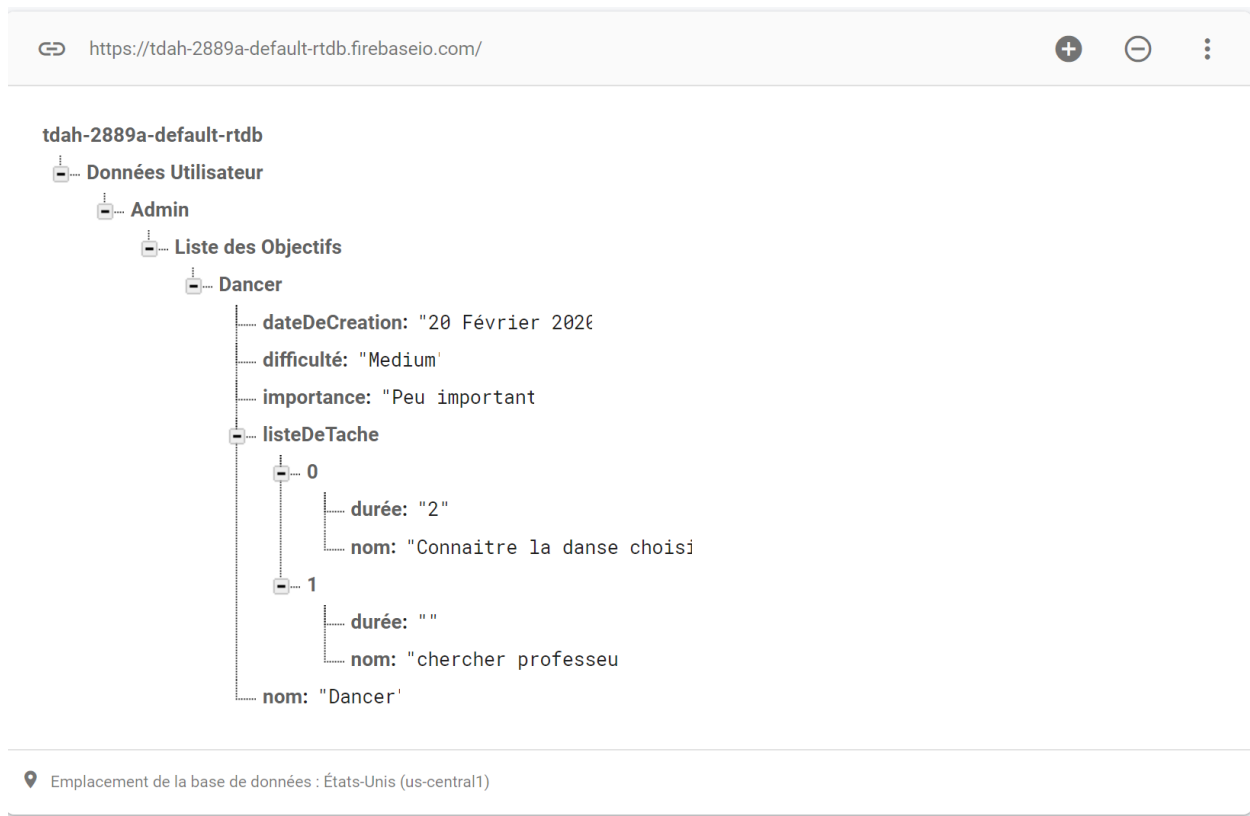 https://tdah-2889a-default-rtdb.firebaseio.com/
tdah-2889a-default-rtdb
Données Utilisateur
Admin
Liste des Objectifs
Dancer
dateDeCreation: "20 Février 2020
difficulté: "Medium"
importance: "Peu important
listeDeTache
0
durée: "2"
nom: "Connaitre la danse choisi
1
durée: ""
nom: "chercher professeu
nom: "Dancer"
Emplacement de la base de données : États-Unis (us-central1)